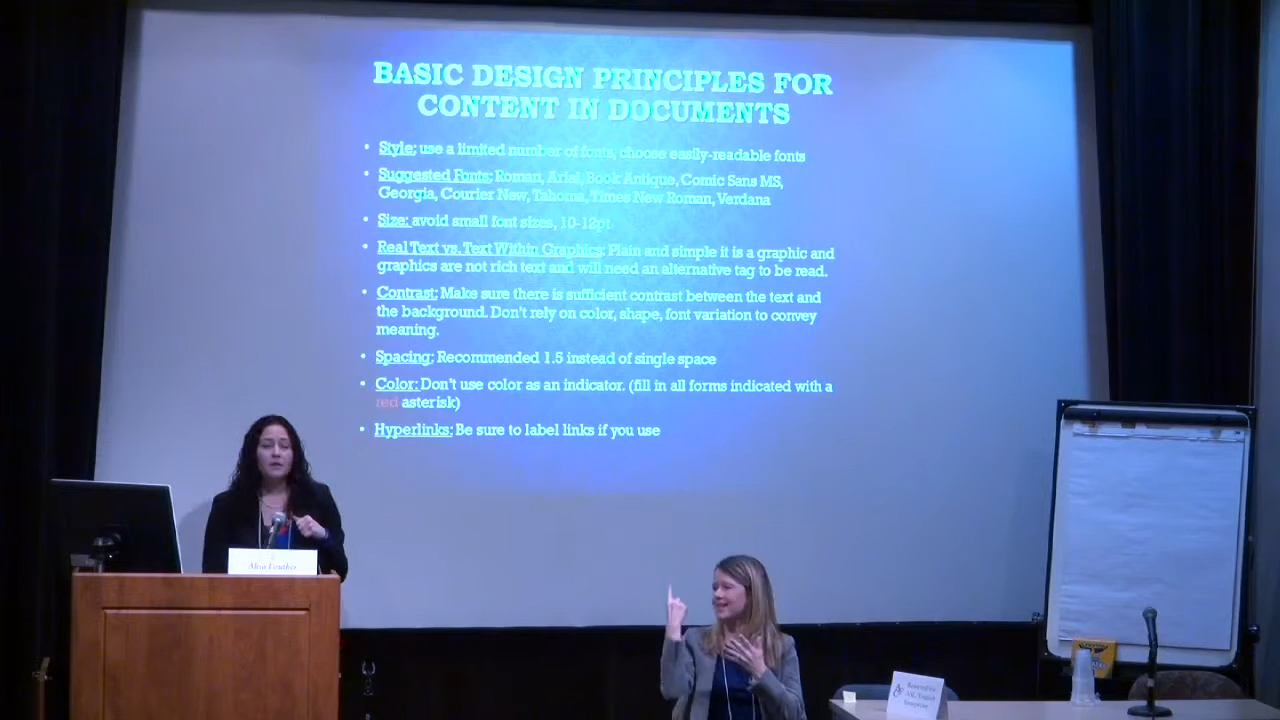 BASIC DESIGN PRINCIPLES FOR
CONTENT IN DOCUMENTS
• Style: use a limited number of fonts, choose easily-readable fonts
• Suggested Fonts: Roman, Ariel, Book Antique, Comic Sans MS,
Georgia, Courier New, Tahoma, Times New Roman, Verdana
• Size: avoid small font sizes, 10-12pt.
• Real Text vs. Text Within Graphics: Plain and simple it is a graphic and
graphics are not rich text and will need an alternative tag to be read.
• Contrast: Make sure there is sufficient contrast between the text and
the background. Don't rely on color, shape, font variation to convey
meaning.
• Spacing: Recommended 1.5 instead of single space
• Color: Don't use color as an indicator. (fill in all forms indicated with a
red asterisk)
• Hyperlinks: Be sure to label links if you use
Reserved for